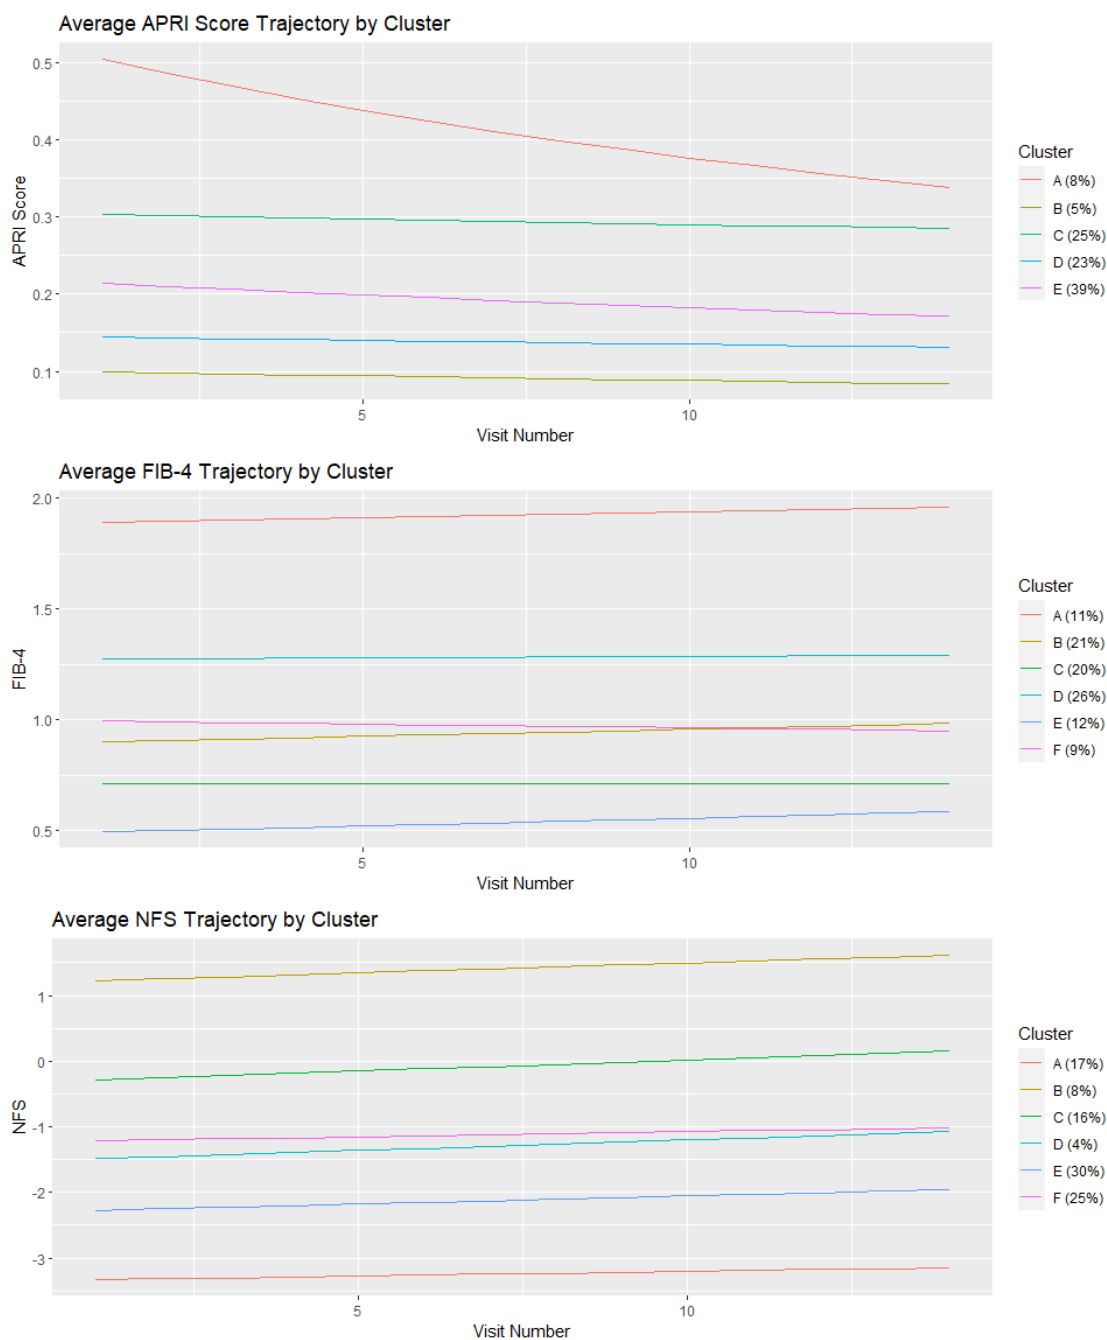 Average APRI Score Trajectory by Cluster
0.5
0.4
0.3
0.2
0.1
APRI Score
5
10
Visit Number
Cluster
A (8%)
B (5%)
C (25%)
D (23%)
E (39%)
Average FIB-4 Trajectory by Cluster
2.0
1.5
1.0
0.5
FIB-4
5
10
Visit Number
Cluster
A (11%)
B (21%)
C (20%)
D (26%)
E (12%)
F (9%)
Average NFS Trajectory by Cluster
1
0
-1
-2
-3
NFS
5
10
Visit Number
Cluster
A (17%)
B (8%)
C (16%)
D (4%)
E (30%)
F (25%)